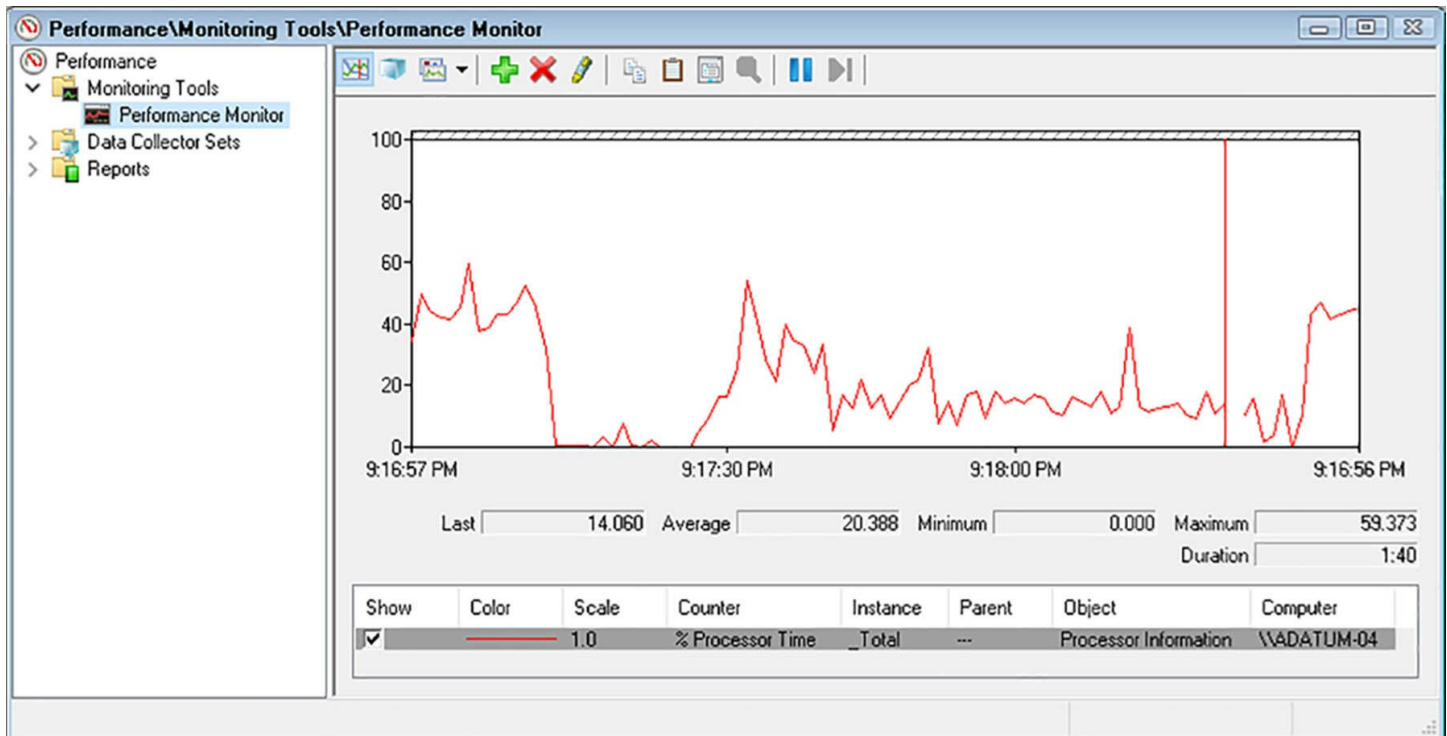 Performance\Monitoring Tools\Performance Monitor
Performance
Monitoring Tools
Performance Monitor
Data Collector Sets
Reports
100
80
60
40
20
0
9:16:57 PM 9:17:30 PM 9:18:00 PM 9:16:56 PM
Last 14.060 Average 20.388 Minimum 0.000 Maximum 59.373
Duration 1:40
Show Color Scale Counter Instance Parent Object Computer
1.0 % Processor Time _Total --- Processor Information \\ADATUM-04